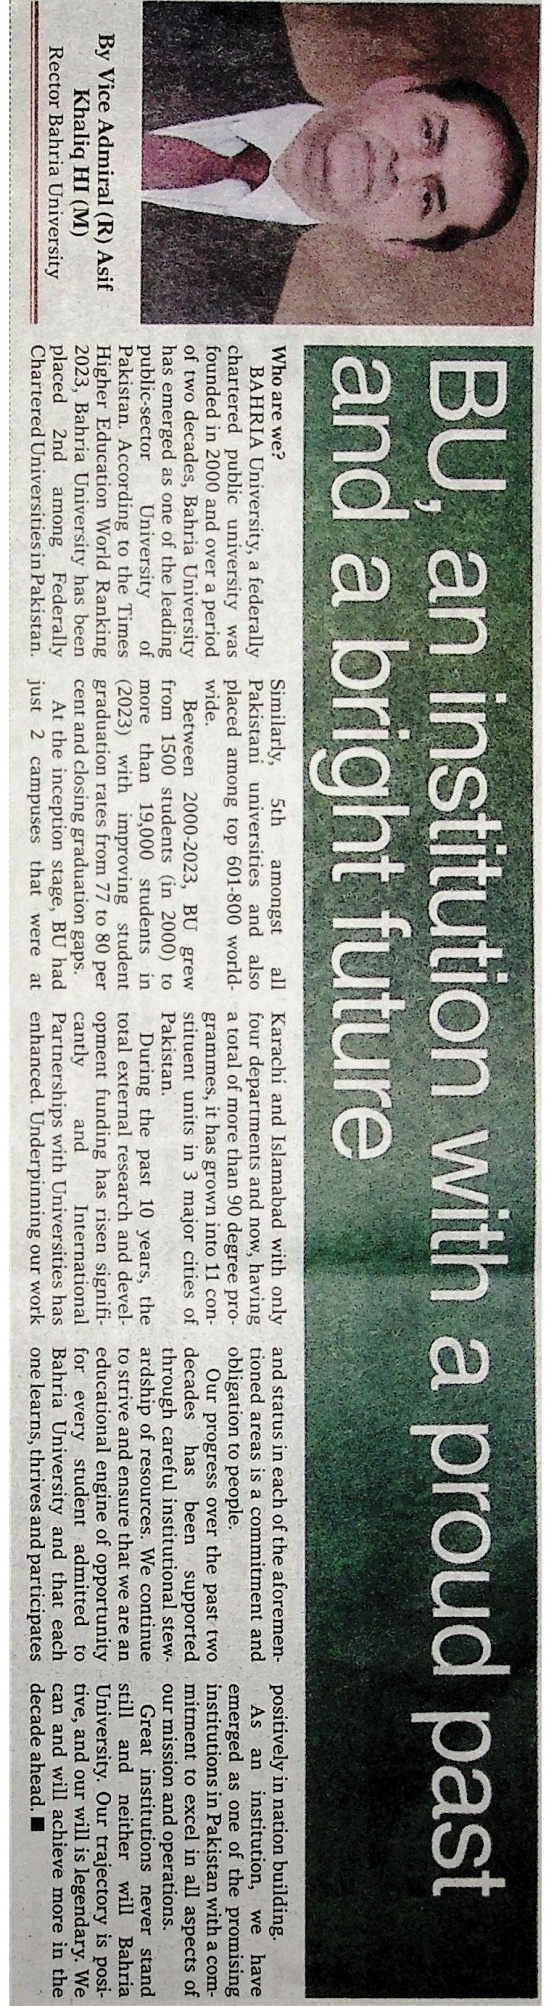 BU, an institution with a proud past
and a bright future
By Vice Admiral (R) Asif
Khaliq HI (M)
Rector Bahria University
Who are we?
BAHRIA University, a federally
chartered public university was
founded in 2000 and over a period
of two decades, Bahria University
has emerged as one of the leading
public-sector University of
Pakistan. According to the Times
Higher Education World Ranking
2023, Bahria University has been
placed 2nd among Federally
Chartered Universities in Pakistan.
Similarly, 5th amongst all
Pakistani universities and also
placed among top 601-800 world-
wide.
Between 2000-2023, BU grew
from 1500 students (in 2000) to
more than 19,000 students in
(2023) with improving student
graduation rates from 77 to 80 per
cent and closing graduation gaps.
At the inception stage, BU had
just 2 campuses that were at
Karachi and Islamabad with only
four departments and now, having
a total of more than 90 degree pro-
grammes, it has grown into 11 con-
stituent units in 3 major cities of
Pakistan.
During the past 10 years, the
total external research and devel-
opment funding has risen signifi-
cantly and International
Partnerships with Universities has
enhanced. Underpinning our work
and status in each of the aforemen-
tioned areas is a commitment and
obligation to people.
Our progress over the past two
decades has been supported
through careful institutional stew-
ardship of resources. We continue
to strive and ensure that we are an
educational engine of opportunity
for every student admitted to
Bahria University and that each
one learns, thrives and participates
positively in nation building.
As an institution, we have
emerged as one of the promising
institutions in Pakistan with a com-
mitment to excel in all aspects of
our mission and operations.
Great institutions never stand
still and neither will Bahria
University. Our trajectory is posi-
tive, and our will is legendary. We
can and will achieve more in the
decade ahead. ■